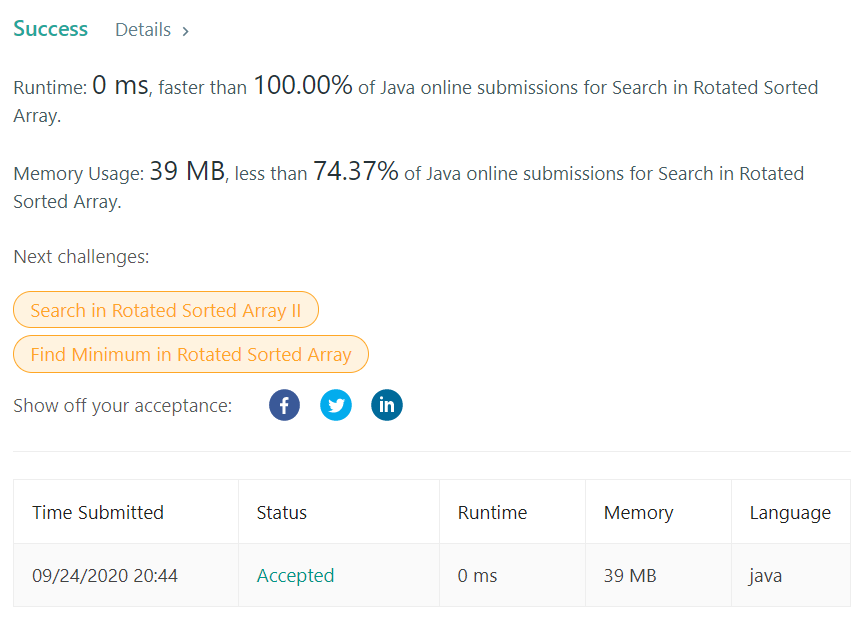 Success Details >
Runtime: 0 ms, faster than 100.00% of Java online submissions for Search in Rotated Sorted
Array.
Memory Usage: 39 MB, less than 74.37% of Java online submissions for Search in Rotated
Sorted Array.
Next challenges:
Search in Rotated Sorted Array II
Find Minimum in Rotated Sorted Array
Show off your acceptance: f in
Time Submitted Status Runtime Memory Language
09/24/2020 20:44 Accepted 0 ms 39 MB java